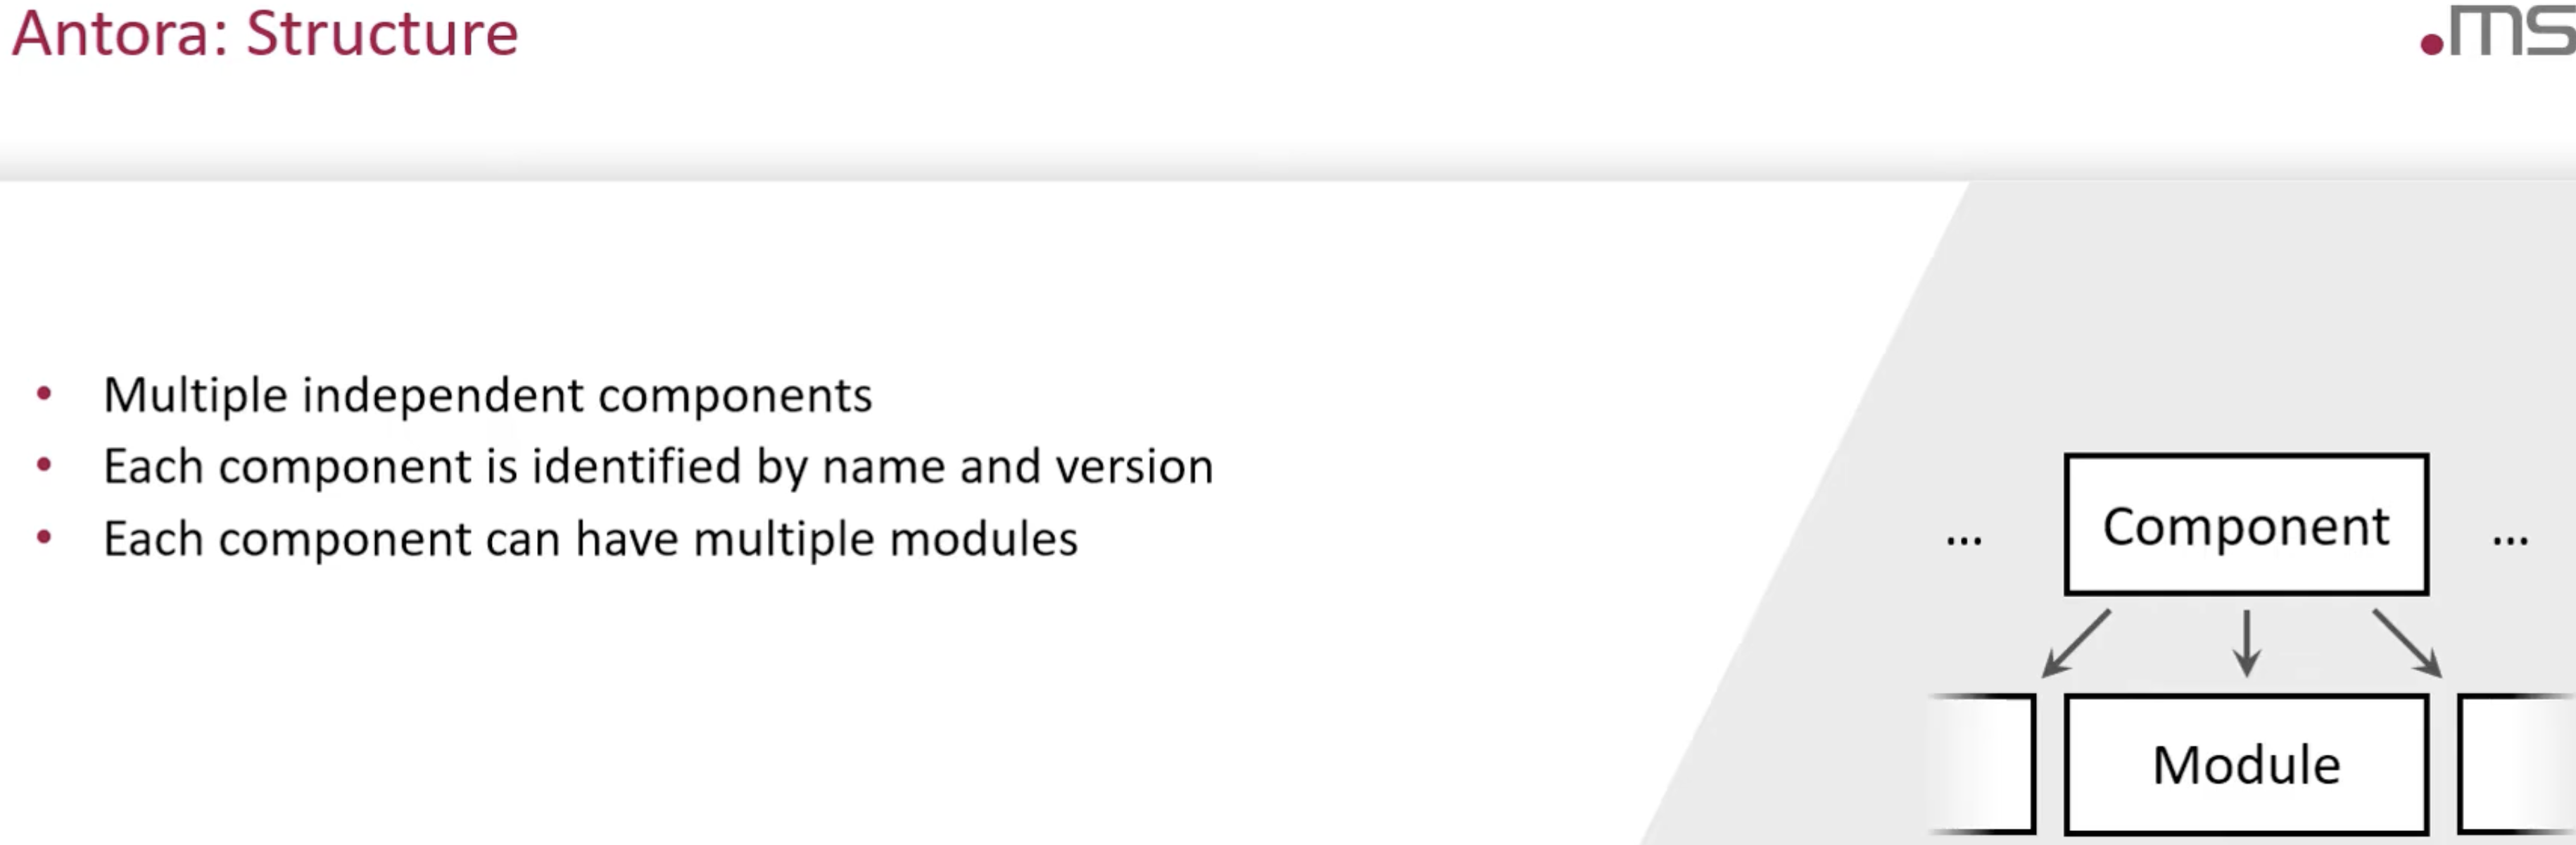 Antora: Structure
.ms
• Multiple independent components
• Each component is identified by name and version
• Each component can have multiple modules
... Component ...
Module